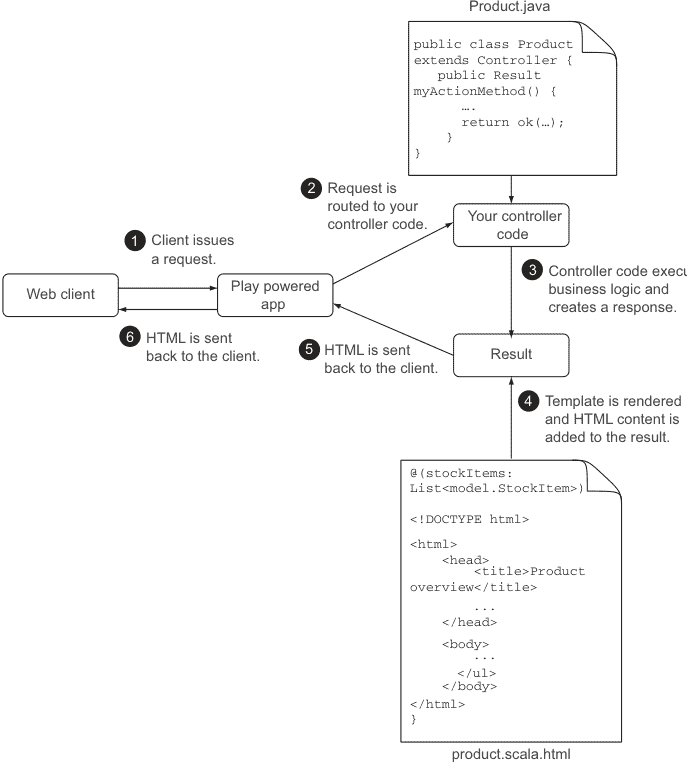 Product.java
public class Product
extends Controller {
public Result
myActionMethod() {
….
return ok(…);
}
}
2 Request is
routed to your
controller code.
Your controller
code
1 Client issues
a request.
3 Controller code execu
business logic and
creates a response.
Web client
Play powered
app
6 HTML is sent
back to the client.
5 HTML is sent
back to the client.
Result
4 Template is rendered
and HTML content is
added to the result.
@(stockItems:
List<model.StockItem>)
<!DOCTYPE html>
<html>
<head>
<title>Product
overview</title>
...
</head>
<body>
...
</ul>
</body>
</html>
}
product.scala.html